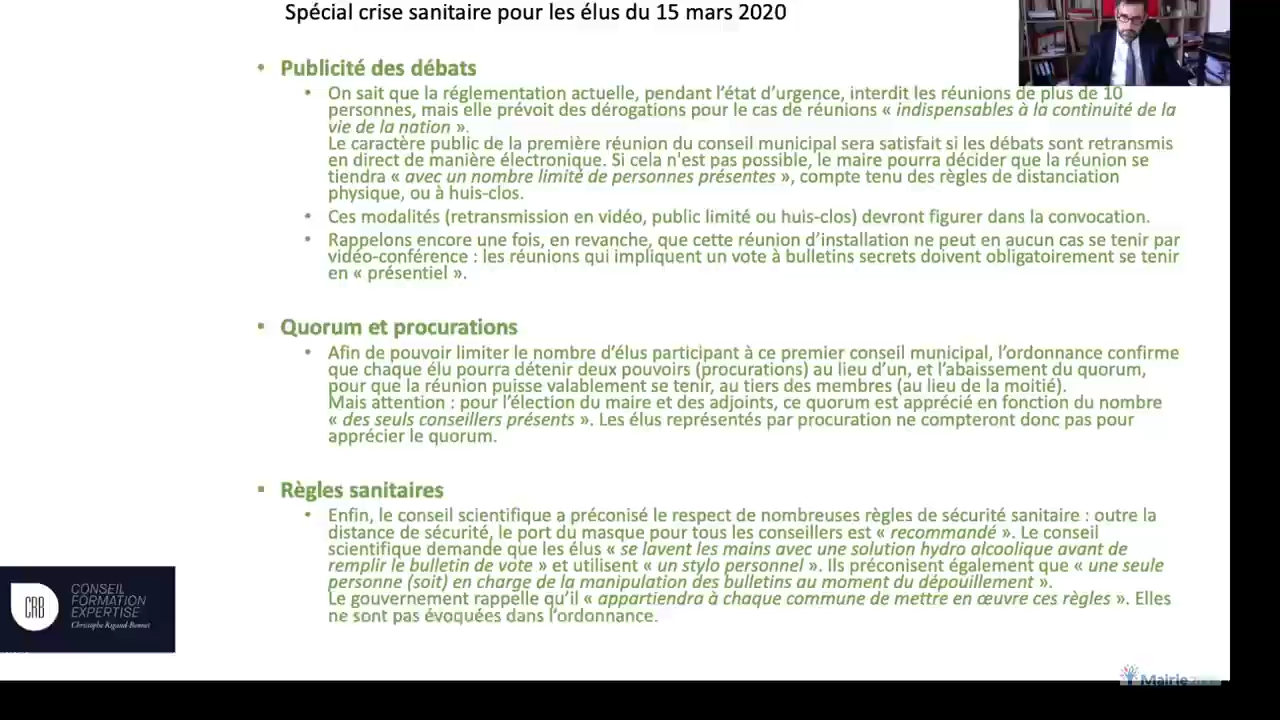 Spécial crise sanitaire pour les élus du 15 mars 2020
• Publicité des débats
• On sait que la réglementation actuelle, pendant l'état d'urgence, interdit les réunions de plus de 10
personnes, mais elle prévoit des dérogations pour le cas de réunions « indispensables à la continuité de la
vie de la nation ».
Le caractère public de la première réunion du conseil municipal sera satisfait si les débats sont retransmis
en direct de manière électronique. Si cela n'est pas possible, le maire pourra décider que la réunion se
tiendra « avec un nombre limité de personnes présentes », compte tenu des règles de distanciation
physique, ou à huis-clos.
• Ces modalités (retransmission en vidéo, public limité ou huis-clos) devront figurer dans la convocation.
• Rappelons encore une fois, en revanche, que cette réunion d'installation ne peut en aucun cas se tenir par
vidéo-conférence : les réunions qui impliquent un vote à bulletins secrets doivent obligatoirement se tenir
en « présentiel ».
• Quorum et procurations
• Afin de pouvoir limiter le nombre d'élus participant à ce premier conseil municipal, l'ordonnance confirme
que chaque élu pourra détenir deux pouvoirs (procurations) au lieu d'un, et l'abaissement du quorum,
pour que la réunion puisse valablement se tenir, au tiers des membres (au lieu de la moitié).
Mais attention : pour l'élection du maire et des adjoints, ce quorum est apprécié en fonction du nombre
« des seuls conseillers présents ». Les élus représentés par procuration ne compteront donc pas pour
apprécier le quorum.
• Règles sanitaires
• Enfin, le conseil scientifique a préconisé le respect de nombreuses règles de sécurité sanitaire : outre la
distance de sécurité, le port du masque pour tous les conseillers est « recommandé ». Le conseil
scientifique demande que les élus « se lavent les mains avec une solution hydro alcoolique avant de
remplir le bulletin de vote » et utilisent « un stylo personnel ». Ils préconisent également que « une seule
personne (soit) en charge de la manipulation des bulletins au moment du dépouillement ».
Le gouvernement rappelle qu'il « appartiendra à chaque commune de mettre en œuvre ces règles ». Elles
ne sont pas évoquées dans l'ordonnance.
CRB
CONSEIL
FORMATION
EXPERTISE
Christophe Rigaud-Bonnet
Mairie